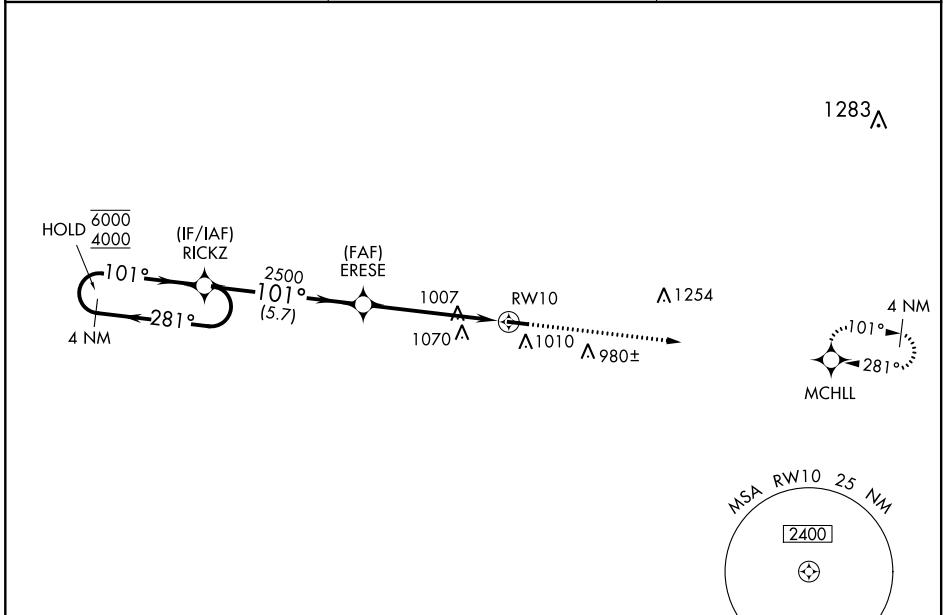 1283
HOLD 6000
4000
(IF/IAF)
RICKZ
(FAF)
ERESE
101°
2500
101°
(5.7)
281°
4 NM
1007
1070
RW10
1010
980±
1254
4 NM
101°
281°
MCHLL
MSA RW10 25 NM
2400